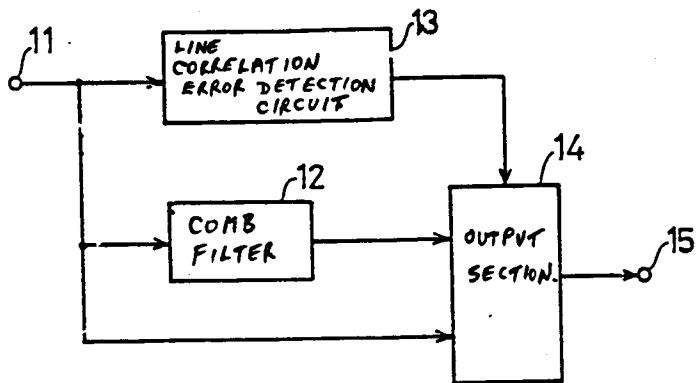 11
13
LINE
CORRELATION
ERROR DETECTION
CIRCUIT
12
COMB
FILTER
14
OUTPUT
SECTION.
15